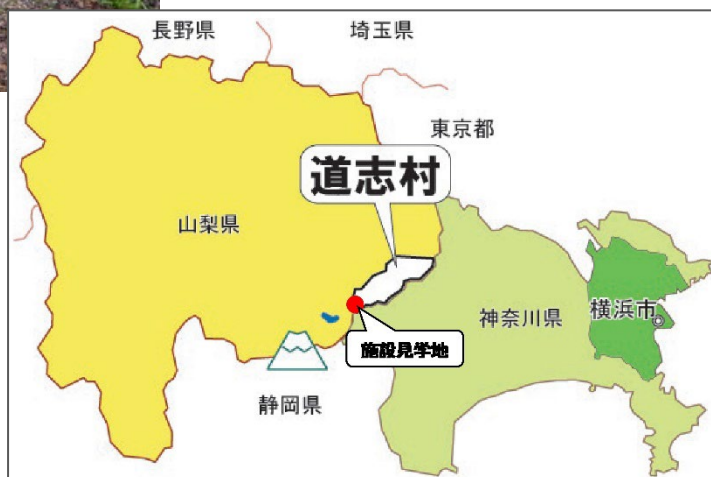 長野県
埼玉県
東京都
道志村
山梨県
神奈川県
横浜市
施設見学地
静岡県